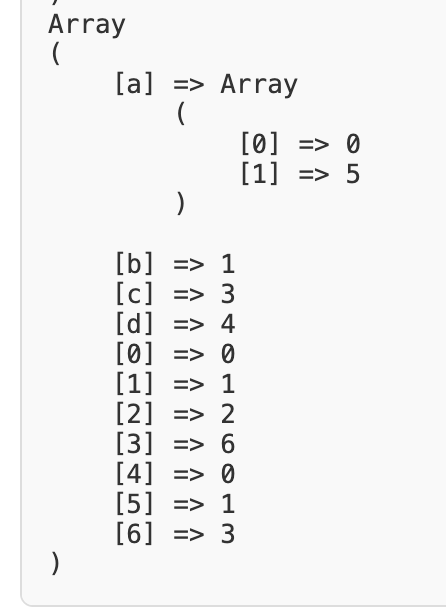 )
Array
(
    [a] => Array
        (
            [0] => 0
            [1] => 5
        )

    [b] => 1
    [c] => 3
    [d] => 4
    [0] => 0
    [1] => 1
    [2] => 2
    [3] => 6
    [4] => 0
    [5] => 1
    [6] => 3
)